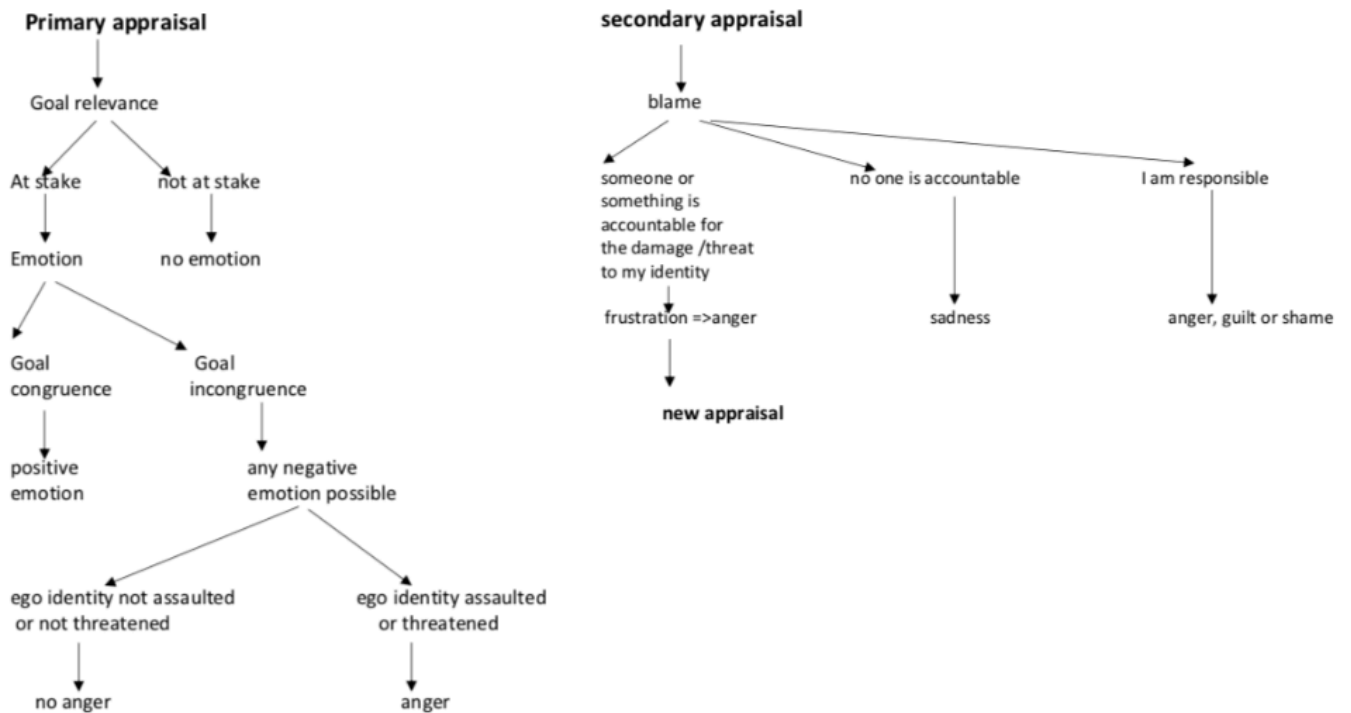 Primary appraisal
Goal relevance
At stake
not at stake
Emotion
no emotion
Goal
congruence
Goal
incongruence
positive
emotion
any negative
emotion possible
ego identity not assaulted
or not threatened
ego identity assaulted
or threatened
no anger
anger
secondary appraisal
blame
someone or
something is
accountable for
the damage /threat
to my identity
no one is accountable
I am responsible
frustration =>anger
sadness
anger, guilt or shame
new appraisal